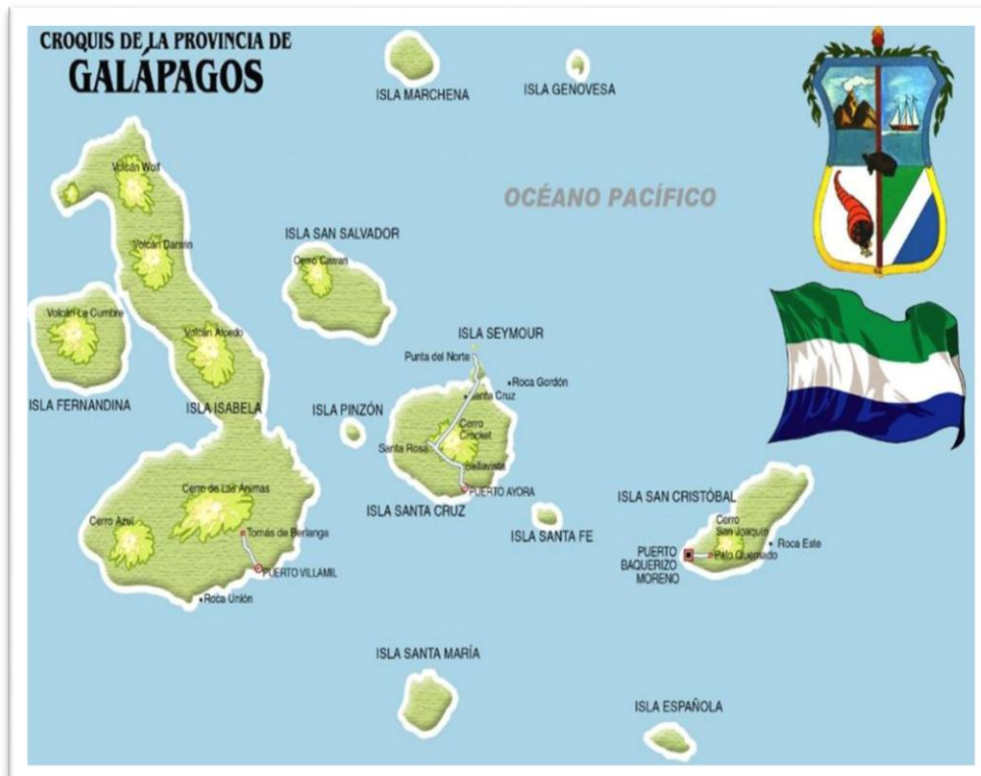 CROQUIS DE LA PROVINCIA DE
GALÁPAGOS
ISLA MARCHENA
ISLA GENOVESA
OCÉANO PACÍFICO
Volcán Wolf
Volcán Darwin
ISLA SAN SALVADOR
Volcán La Cumbre
Volcán Alcedo
ISLA SEYMOUR
Punta del Norte
Roca Gordón
Santa Cruz
ISLA FERNANDINA
ISLA ISABELA
ISLA PINZÓN
Cerro
Crocket
Santa Rosa
Bellavista
PUERTO AYORA
ISLA SANTA CRUZ
ISLA SANTA FE
Cerro de Las Animas
Cerro Azul
Tomás de Berlanga
PUERTO VILLAMIL
Roca Unión
ISLA SAN CRISTÓBAL
Cerro
San Joaquín
Roca Este
PUERTO
BAQUERIZO
MORENO
Palo Quemado
ISLA SANTA MARÍA
ISLA ESPAÑOLA